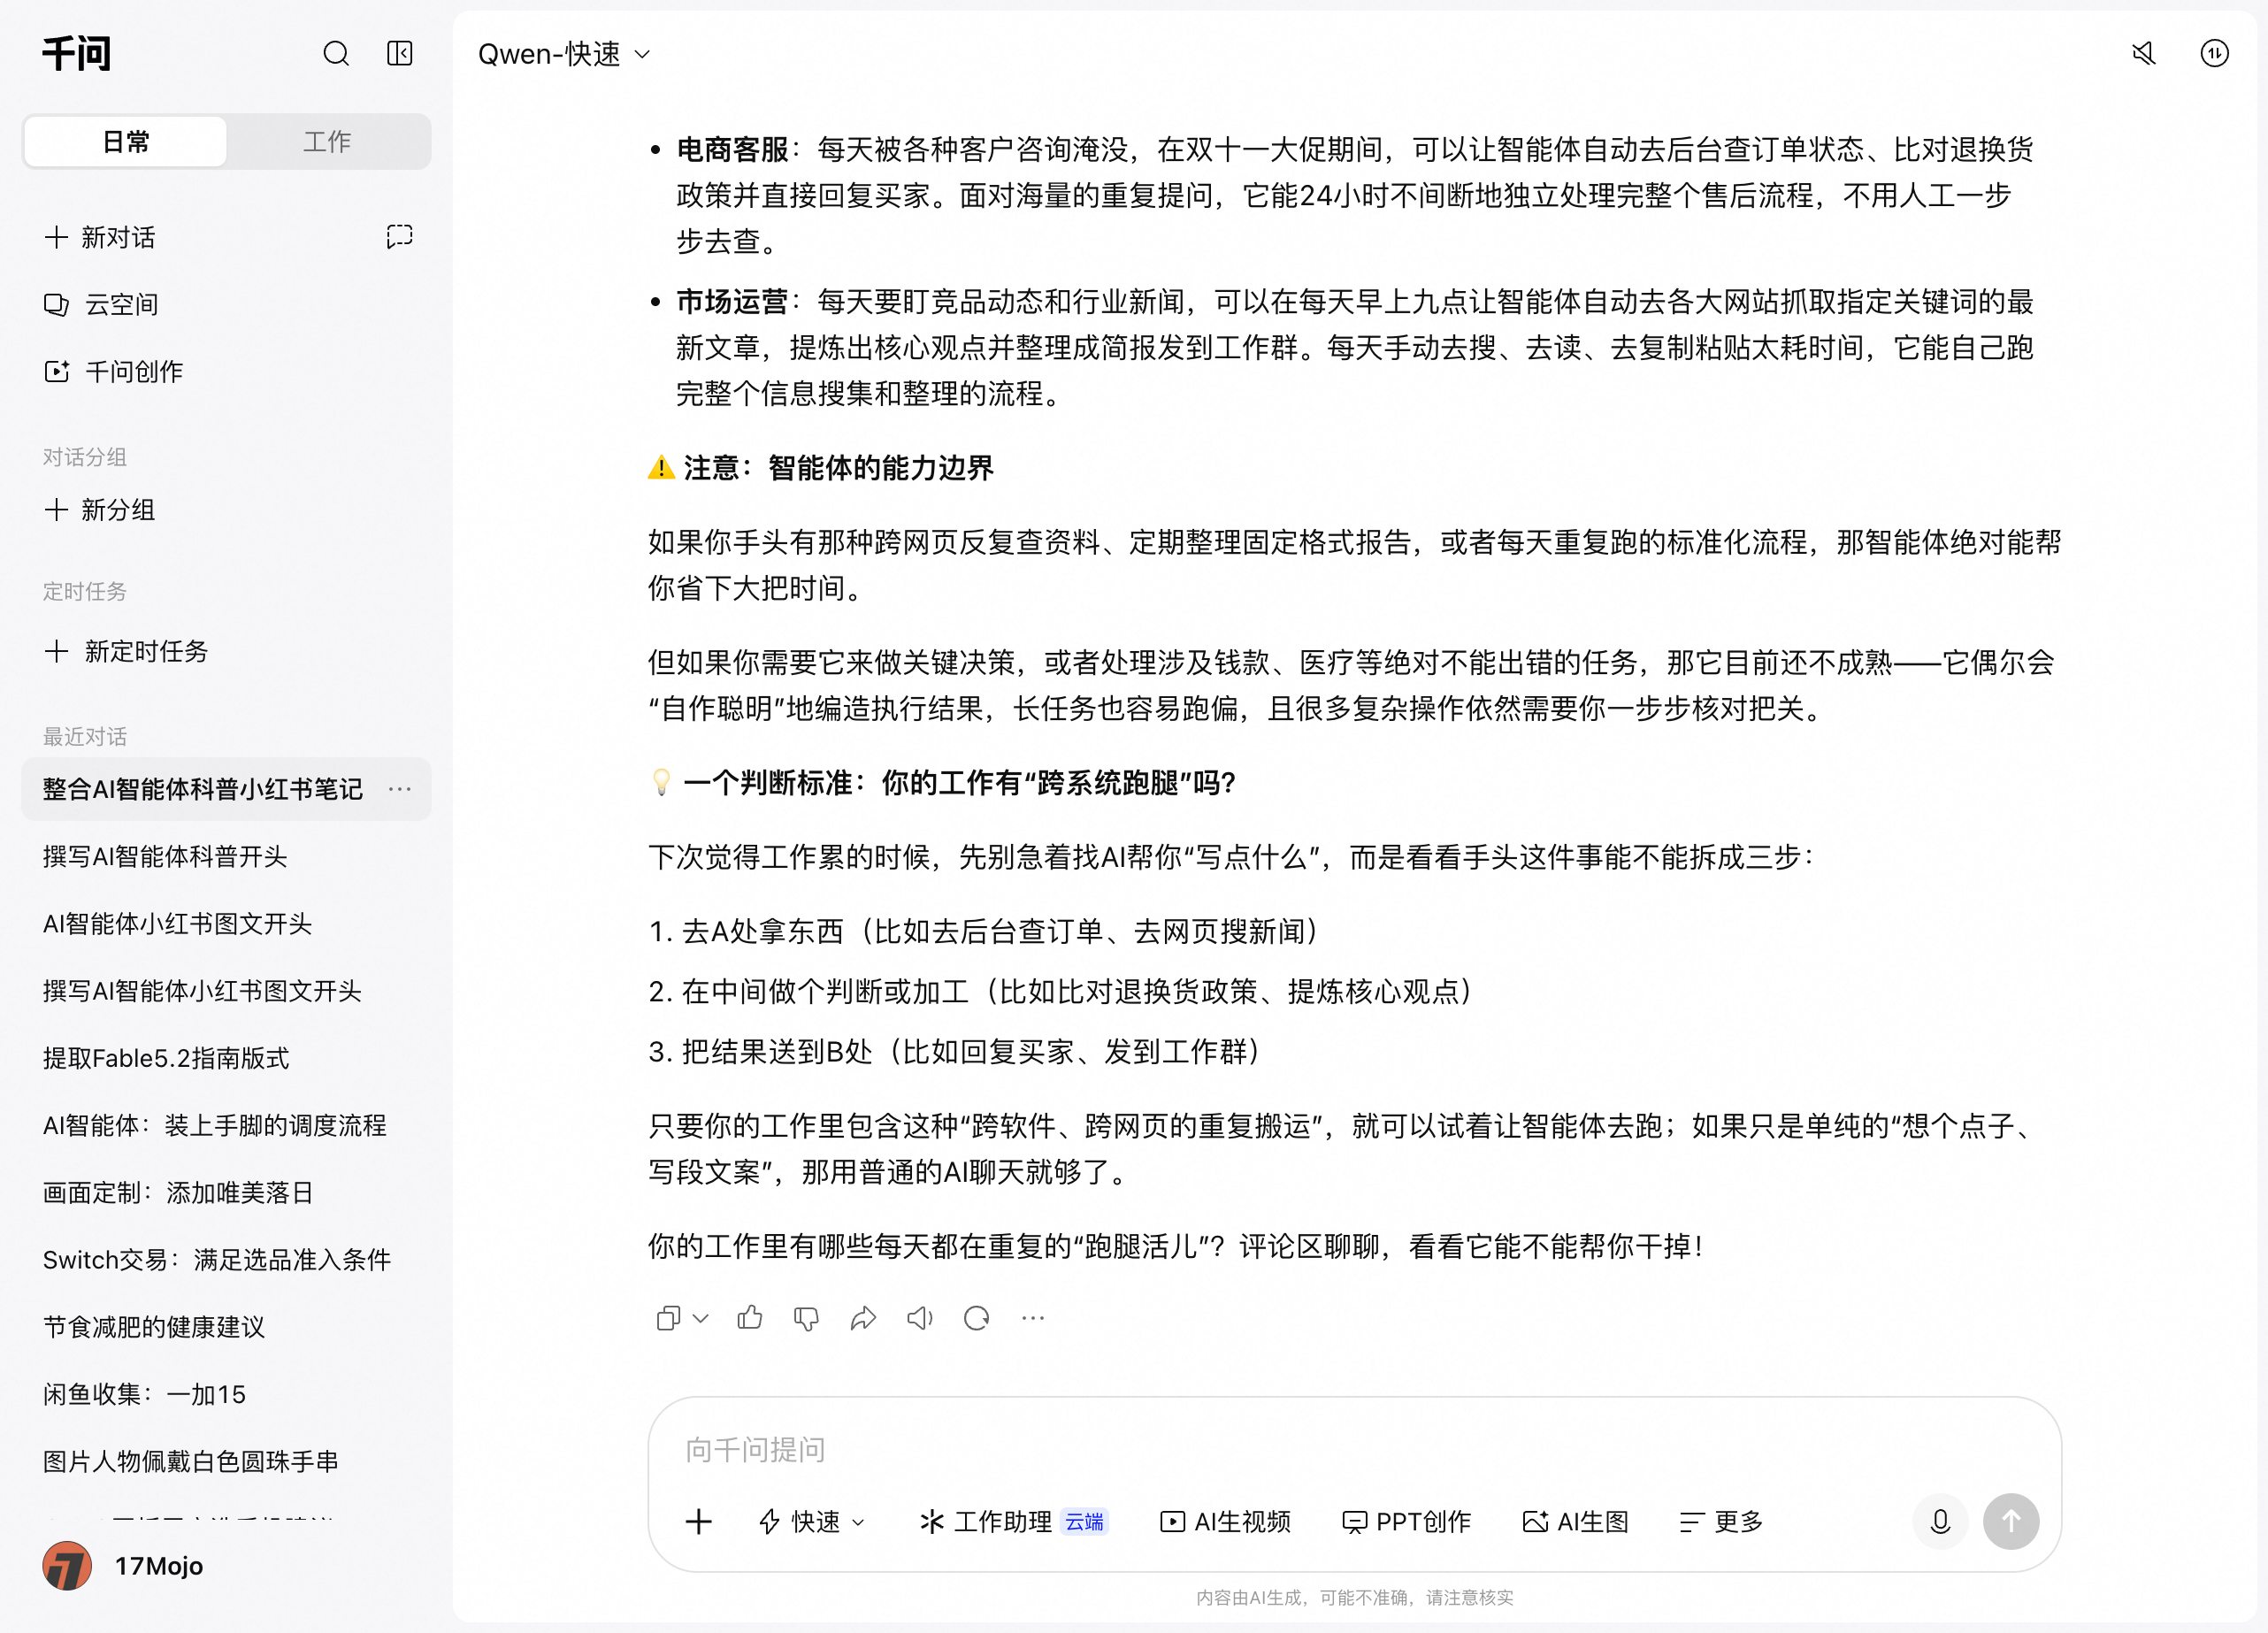 千问
日常
工作
新对话
云空间
千问创作
对话分组
新分组
定时任务
新定时任务
最近对话
整合AI智能体科普小红书笔记
撰写AI智能体科普开头
AI智能体小红书图文开头
撰写AI智能体小红书图文开头
提取Fable5.2指南版式
AI智能体：装上手脚的调度流程
画面定制：添加唯美落日
Switch交易：满足选品准入条件
节食减肥的健康建议
闲鱼收集：一加15
图片人物佩戴白色圆珠手串
17Mojo
Qwen-快速
• 电商客服：每天被各种客户咨询淹没，在双十一大促期间，可以让智能体自动去后台查订单状态、比对退换货
政策并直接回复买家。面对海量的重复提问，它能24小时不间断地独立处理完整个售后流程，不用人工一步
步去查。
• 市场运营：每天要盯竞品动态和行业新闻，可以在每天早上九点让智能体自动去各大网站抓取指定关键词的最
新文章，提炼出核心观点并整理成简报发到工作群。每天手动去搜、去读、去复制粘贴太耗时间，它能自己跑
完整个信息搜集和整理的流程。
⚠️ 注意：智能体的能力边界
如果你手头有那种跨网页反复查资料、定期整理固定格式报告，或者每天重复跑的标准化流程，那智能体绝对能帮
你省下大把时间。
但如果你需要它来做关键决策，或者处理涉及钱款、医疗等绝对不能出错的任务，那它目前还不成熟——它偶尔会
“自作聪明”地编造执行结果，长任务也容易跑偏，且很多复杂操作依然需要你一步步核对把关。
💡 一个判断标准：你的工作有“跨系统跑腿”吗?
下次觉得工作累的时候，先别急着找AI帮你“写点什么”，而是看看手头这件事能不能拆成三步：
1. 去A处拿东西（比如去后台查订单、去网页搜新闻）
2. 在中间做个判断或加工（比如比对退换货政策、提炼核心观点）
3. 把结果送到B处（比如回复买家、发到工作群）
只要你的工作里包含这种“跨软件、跨网页的重复搬运”，就可以试着让智能体去跑；如果只是单纯的“想个点子、
写段文案”，那用普通的AI聊天就够了。
你的工作里有哪些每天都在重复的“跑腿活儿”？评论区聊聊，看看它能不能帮你干掉！
向千问提问
快速
工作助理 云端
AI生视频
PPT创作
AI生图
更多
内容由AI生成，可能不准确，请注意核实